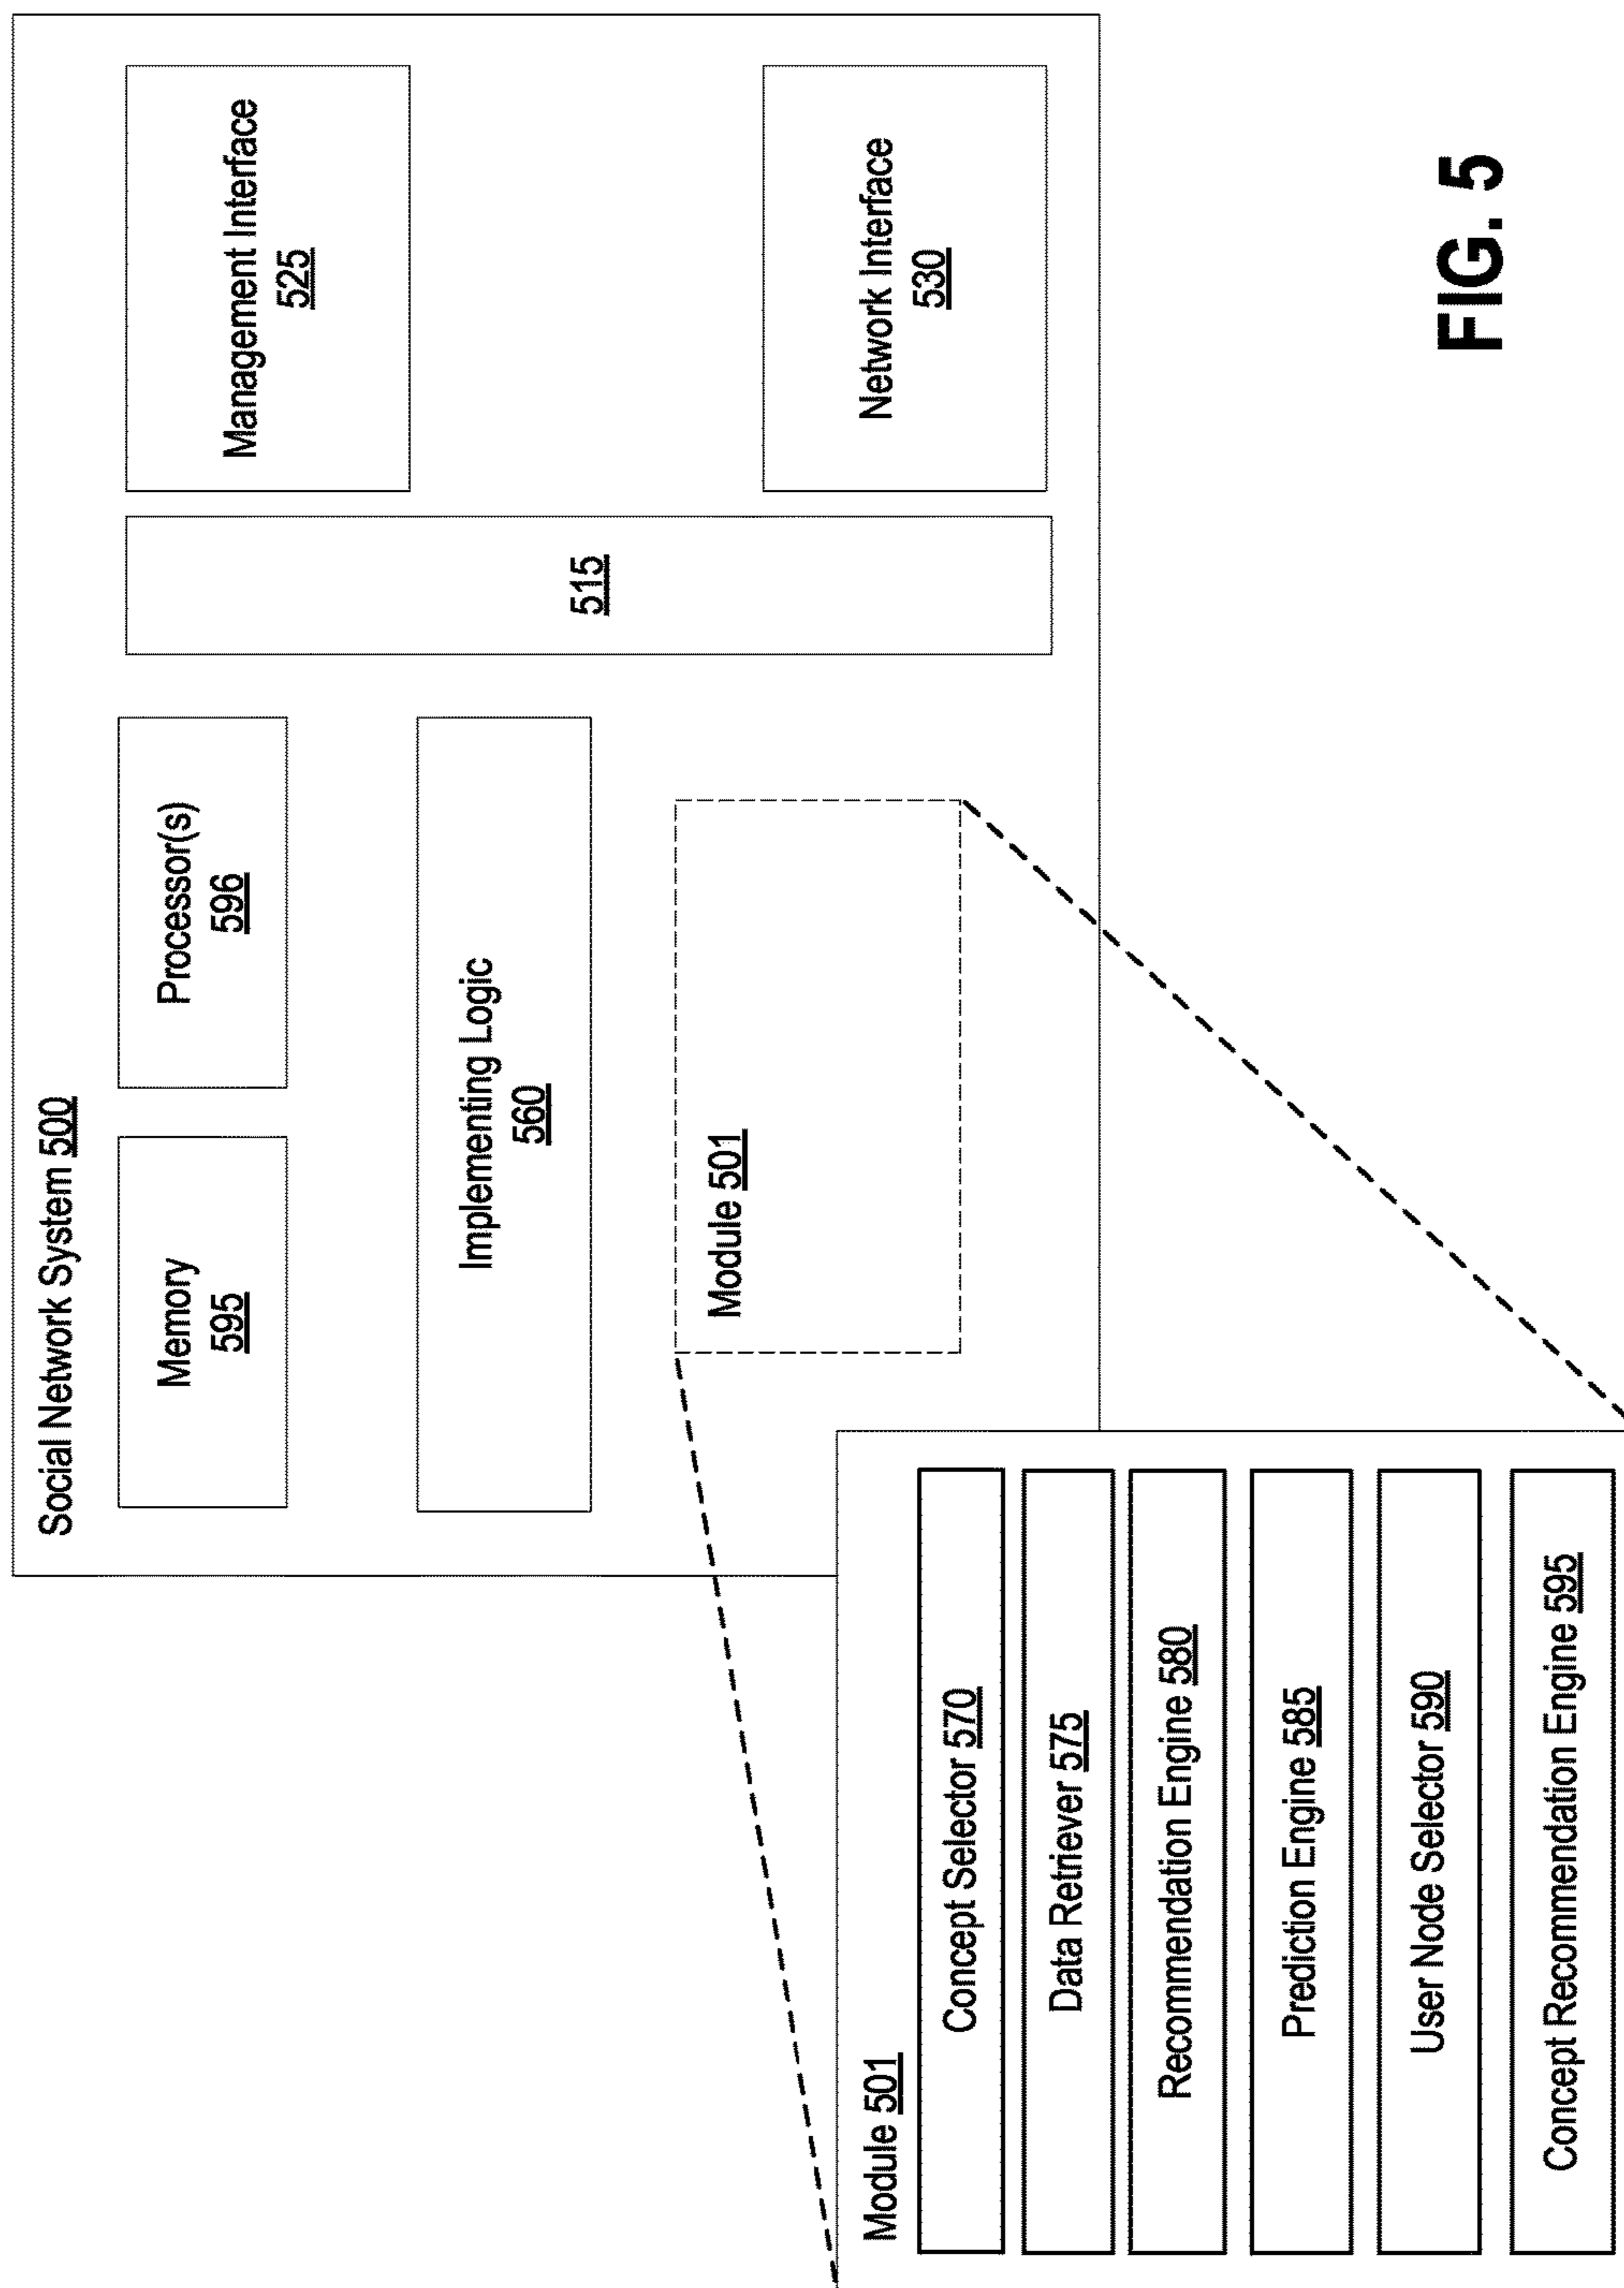 Social Network System 500
Memory
595
Processor(s)
596
Implementing Logic
560
Module 501
515
Management Interface
525
Network Interface
530
Module 501
Concept Selector 570
Data Retriever 575
Recommendation Engine 580
Prediction Engine 585
User Node Selector 590
Concept Recommendation Engine 595
FIG. 5